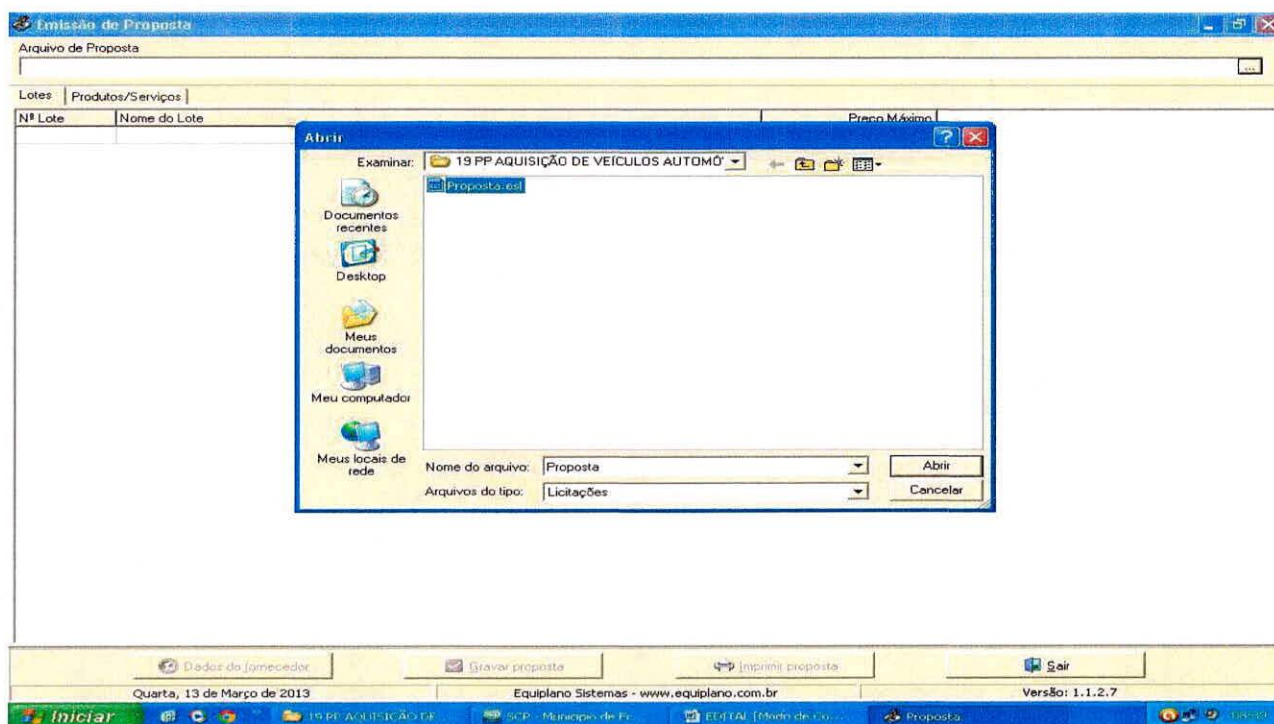 Emissão de Proposta
Arquivo de Proposta
...
Lotes Produtos/Serviços
Nº Lote Nome do Lote Preço Máximo
Abrir
Examinar: 19 PP AQUISIÇÃO DE VEÍCULOS AUTOMÓ
Proposta.esl
Documentos recentes
Desktop
Meus documentos
Meu computador
Meus locais de rede
Nome do arquivo: Proposta Abrir
Arquivos do tipo: Licitações Cancelar
Dados do fornecedor Gravar proposta Imprimir proposta Sair
Quarta, 13 de Março de 2013 Equiplano Sistemas - www.equiplano.com.br Versão: 1.1.2.7
Iniciar 19 PP AQUISIÇÃO DE SCP - Municipio de Fr... EDITAL [Modo de Co... Proposta